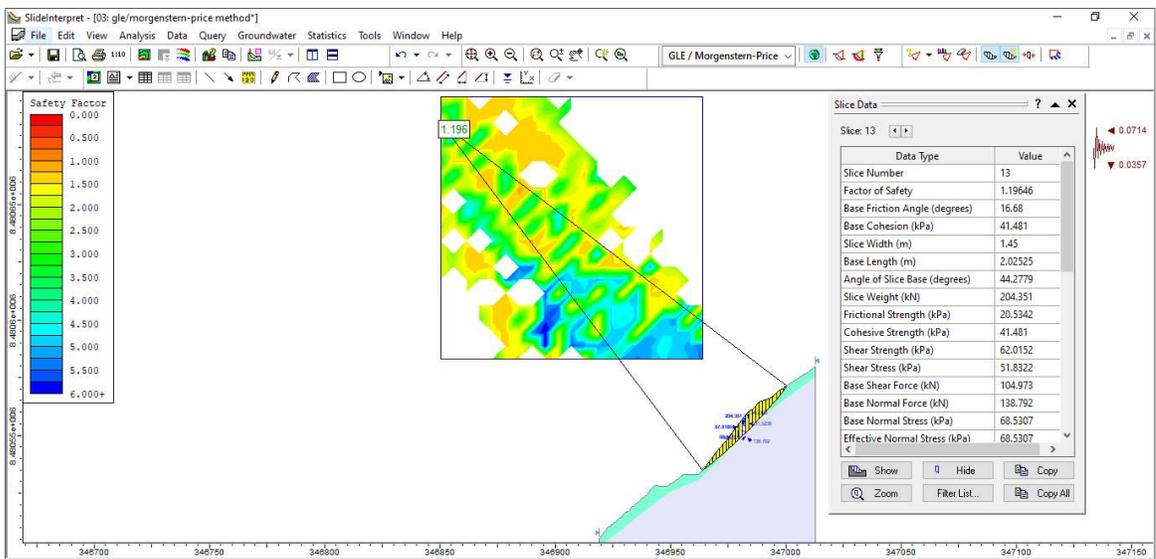 SlideInterpret - [03: gle/morgenstern-price method*]
File Edit View Analysis Data Query Groundwater Statistics Tools Window Help
1:10
GLE / Morgenstern-Price
Safety Factor
0.000
0.500
1.000
1.500
2.000
2.500
3.000
3.500
4.000
4.500
5.000
5.500
6.000+
1.196
138.792
Slice Data
Slice: 13
Data Type Value
Slice Number 13
Factor of Safety 1.19646
Base Friction Angle (degrees) 16.68
Base Cohesion (kPa) 41.481
Slice Width (m) 1.45
Base Length (m) 2.02525
Angle of Slice Base (degrees) 44.2779
Slice Weight (kN) 204.351
Frictional Strength (kPa) 20.5342
Cohesive Strength (kPa) 41.481
Shear Strength (kPa) 62.0152
Shear Stress (kPa) 51.8322
Base Shear Force (kN) 104.973
Base Normal Force (kN) 138.792
Base Normal Stress (kPa) 68.5307
Effective Normal Stress (kPa) 68.5307
Show Hide Copy
Zoom Filter List... Copy All
0.0714
0.0357
8.48065e+006
8.4806e+006
8.48055e+006
346700 346750 346800 346850 346900 346950 347000 347050 347100 347150